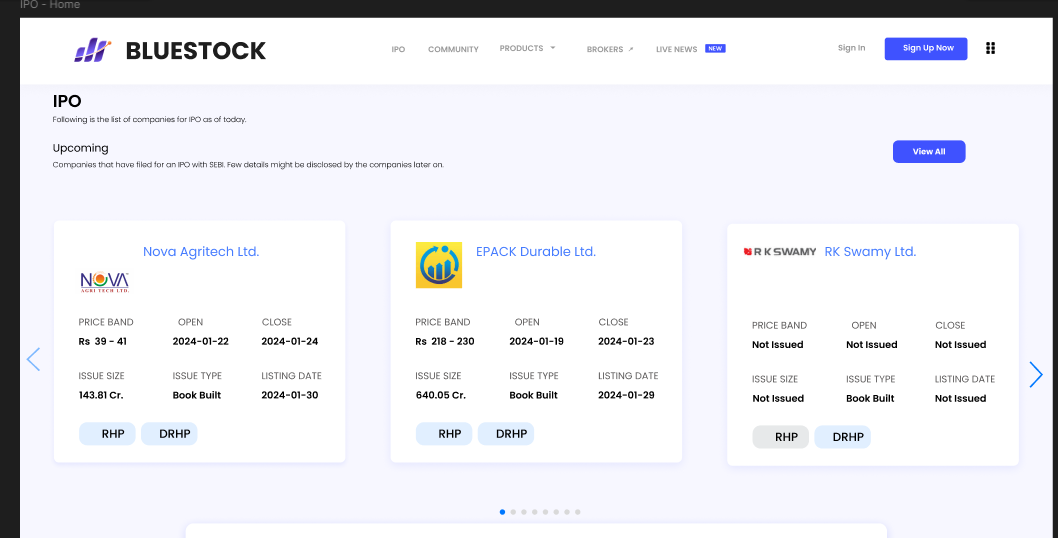 IPO - Home
BLUESTOCK
IPO COMMUNITY PRODUCTS BROKERS LIVE NEWS NEW Sign In Sign Up Now
IPO
Following is the list of companies for IPO as of today.
Upcoming
Companies that have filed for an IPO with SEBI. Few details might be disclosed by the companies later on.
View All
Nova Agritech Ltd.
NOVA
AGRI TECH LTD.
PRICE BAND OPEN CLOSE
Rs 39 - 41 2024-01-22 2024-01-24
ISSUE SIZE ISSUE TYPE LISTING DATE
143.81 Cr. Book Built 2024-01-30
RHP DRHP
EPACK Durable Ltd.
PRICE BAND OPEN CLOSE
Rs 218 - 230 2024-01-19 2024-01-23
ISSUE SIZE ISSUE TYPE LISTING DATE
640.05 Cr. Book Built 2024-01-29
RHP DRHP
RK SWAMY RK Swamy Ltd.
PRICE BAND OPEN CLOSE
Not Issued Not Issued Not Issued
ISSUE SIZE ISSUE TYPE LISTING DATE
Not Issued Book Built Not Issued
RHP DRHP